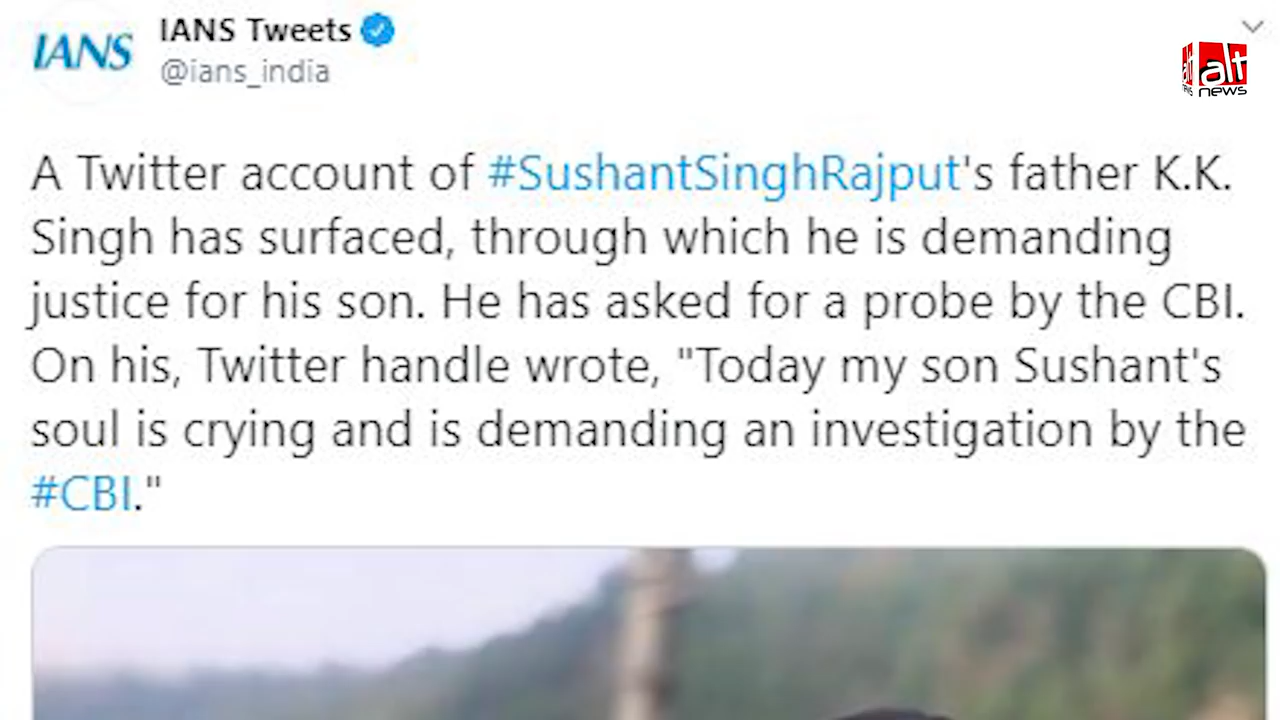 IANS
IANS Tweets
@ians_india
alt
alt
news
news
A Twitter account of #SushantSinghRajput's father K.K.
Singh has surfaced, through which he is demanding
justice for his son. He has asked for a probe by the CBI.
On his, Twitter handle wrote, "Today my son Sushant's
soul is crying and is demanding an investigation by the
#CBI."